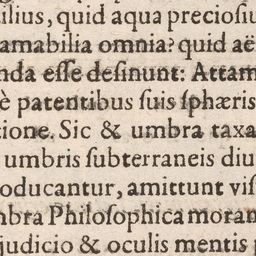 ilius, quid aqua preciosiu
amabilia omnia? quid aë
nda eſſe deſinunt: Attam
è patentibus ſuis ſphæris
tione. Sic & umbra taxa
umbris ſubterraneis diu
oducantur, amittunt viſ
nbra Philoſophica moran
judicio & oculis mentis p